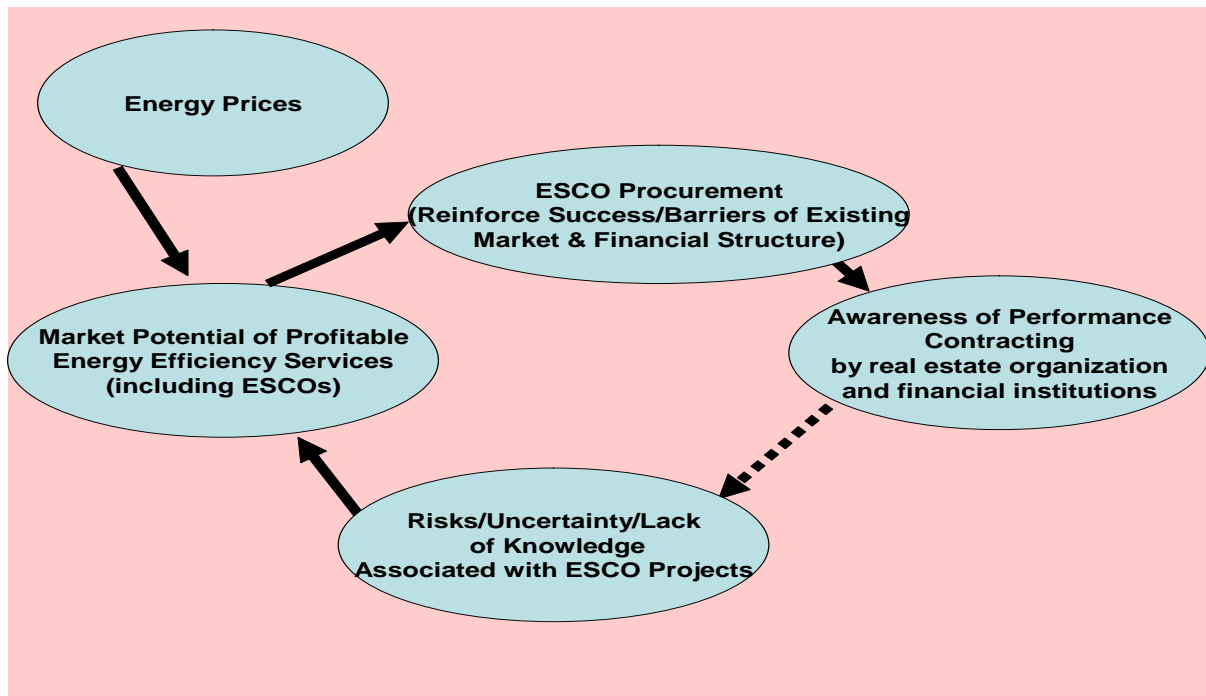 Energy Prices
ESCO Procurement
(Reinforce Success/Barriers of Existing
Market & Financial Structure)
Awareness of Performance
Contracting
by real estate organization
and financial institutions
Market Potential of Profitable
Energy Efficiency Services
(including ESCOs)
Risks/Uncertainty/Lack
of Knowledge
Associated with ESCO Projects